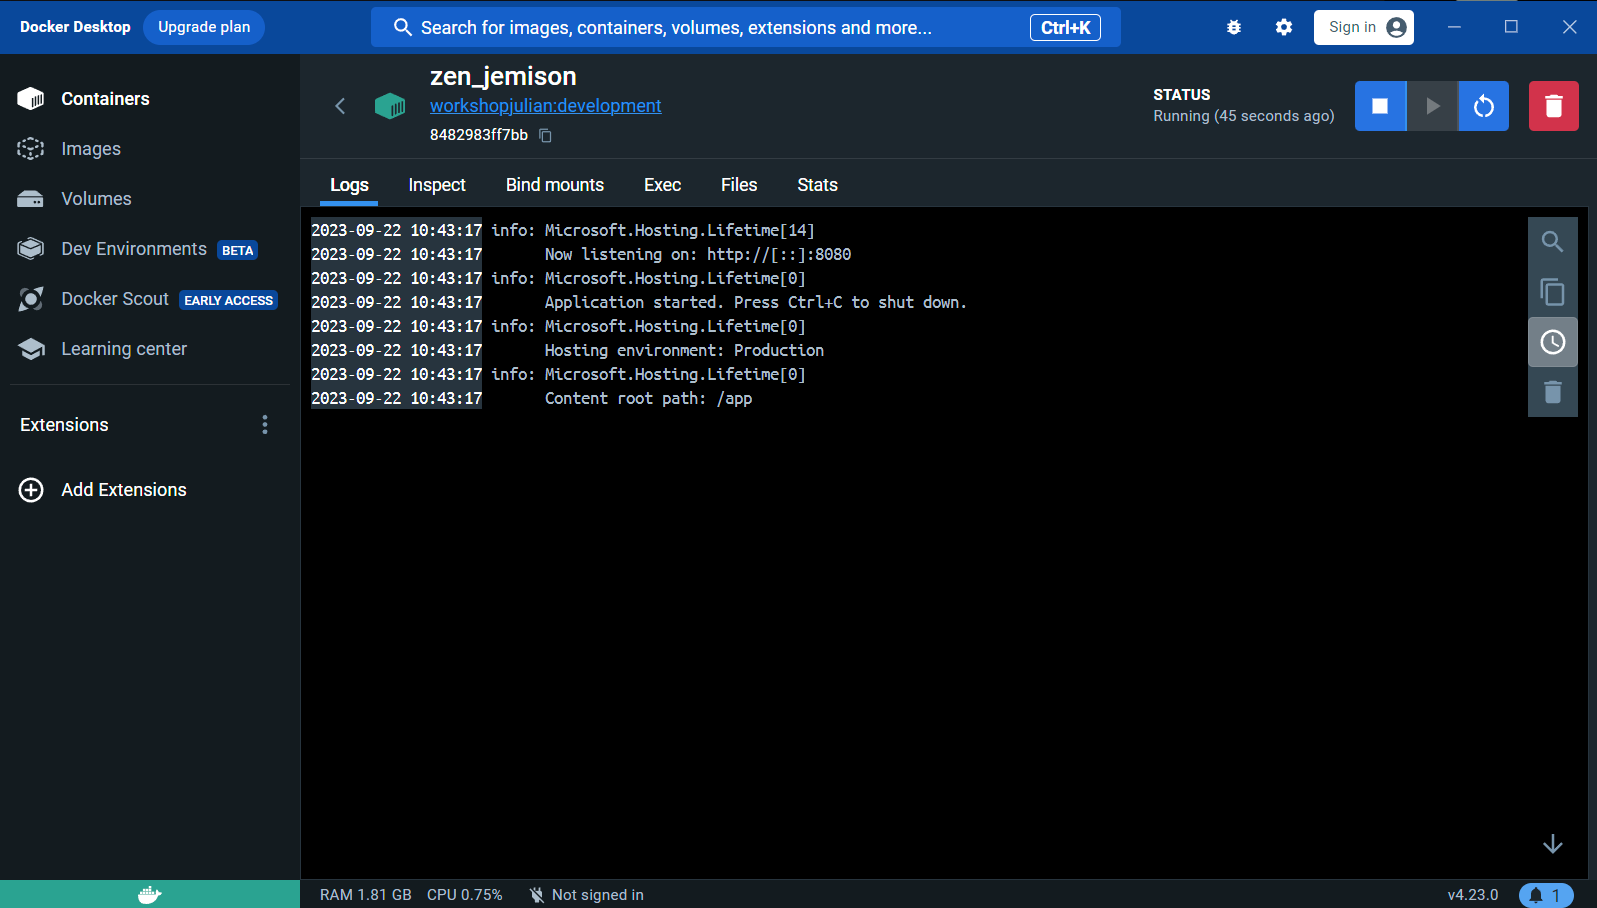 Docker Desktop Upgrade plan Search for images, containers, volumes, extensions and more... Ctrl+K Sign in
Containers
Images
Volumes
Dev Environments BETA
Docker Scout EARLY ACCESS
Learning center
Extensions
Add Extensions
zen_jemison
workshopjulian:development
8482983ff7bb
STATUS
Running (45 seconds ago)
Logs Inspect Bind mounts Exec Files Stats
2023-09-22 10:43:17 info: Microsoft.Hosting.Lifetime[14]
2023-09-22 10:43:17       Now listening on: http://[::]:8080
2023-09-22 10:43:17 info: Microsoft.Hosting.Lifetime[0]
2023-09-22 10:43:17       Application started. Press Ctrl+C to shut down.
2023-09-22 10:43:17 info: Microsoft.Hosting.Lifetime[0]
2023-09-22 10:43:17       Hosting environment: Production
2023-09-22 10:43:17 info: Microsoft.Hosting.Lifetime[0]
2023-09-22 10:43:17       Content root path: /app
RAM 1.81 GB CPU 0.75% Not signed in v4.23.0 1